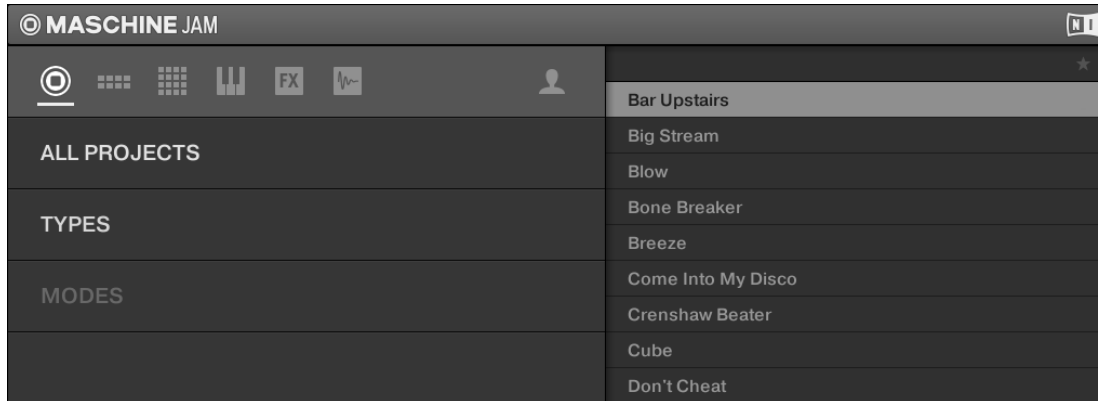 MASCHINE JAM
NI
FX
ALL PROJECTS
TYPES
MODES
Bar Upstairs
Big Stream
Blow
Bone Breaker
Breeze
Come Into My Disco
Crenshaw Beater
Cube
Don't Cheat